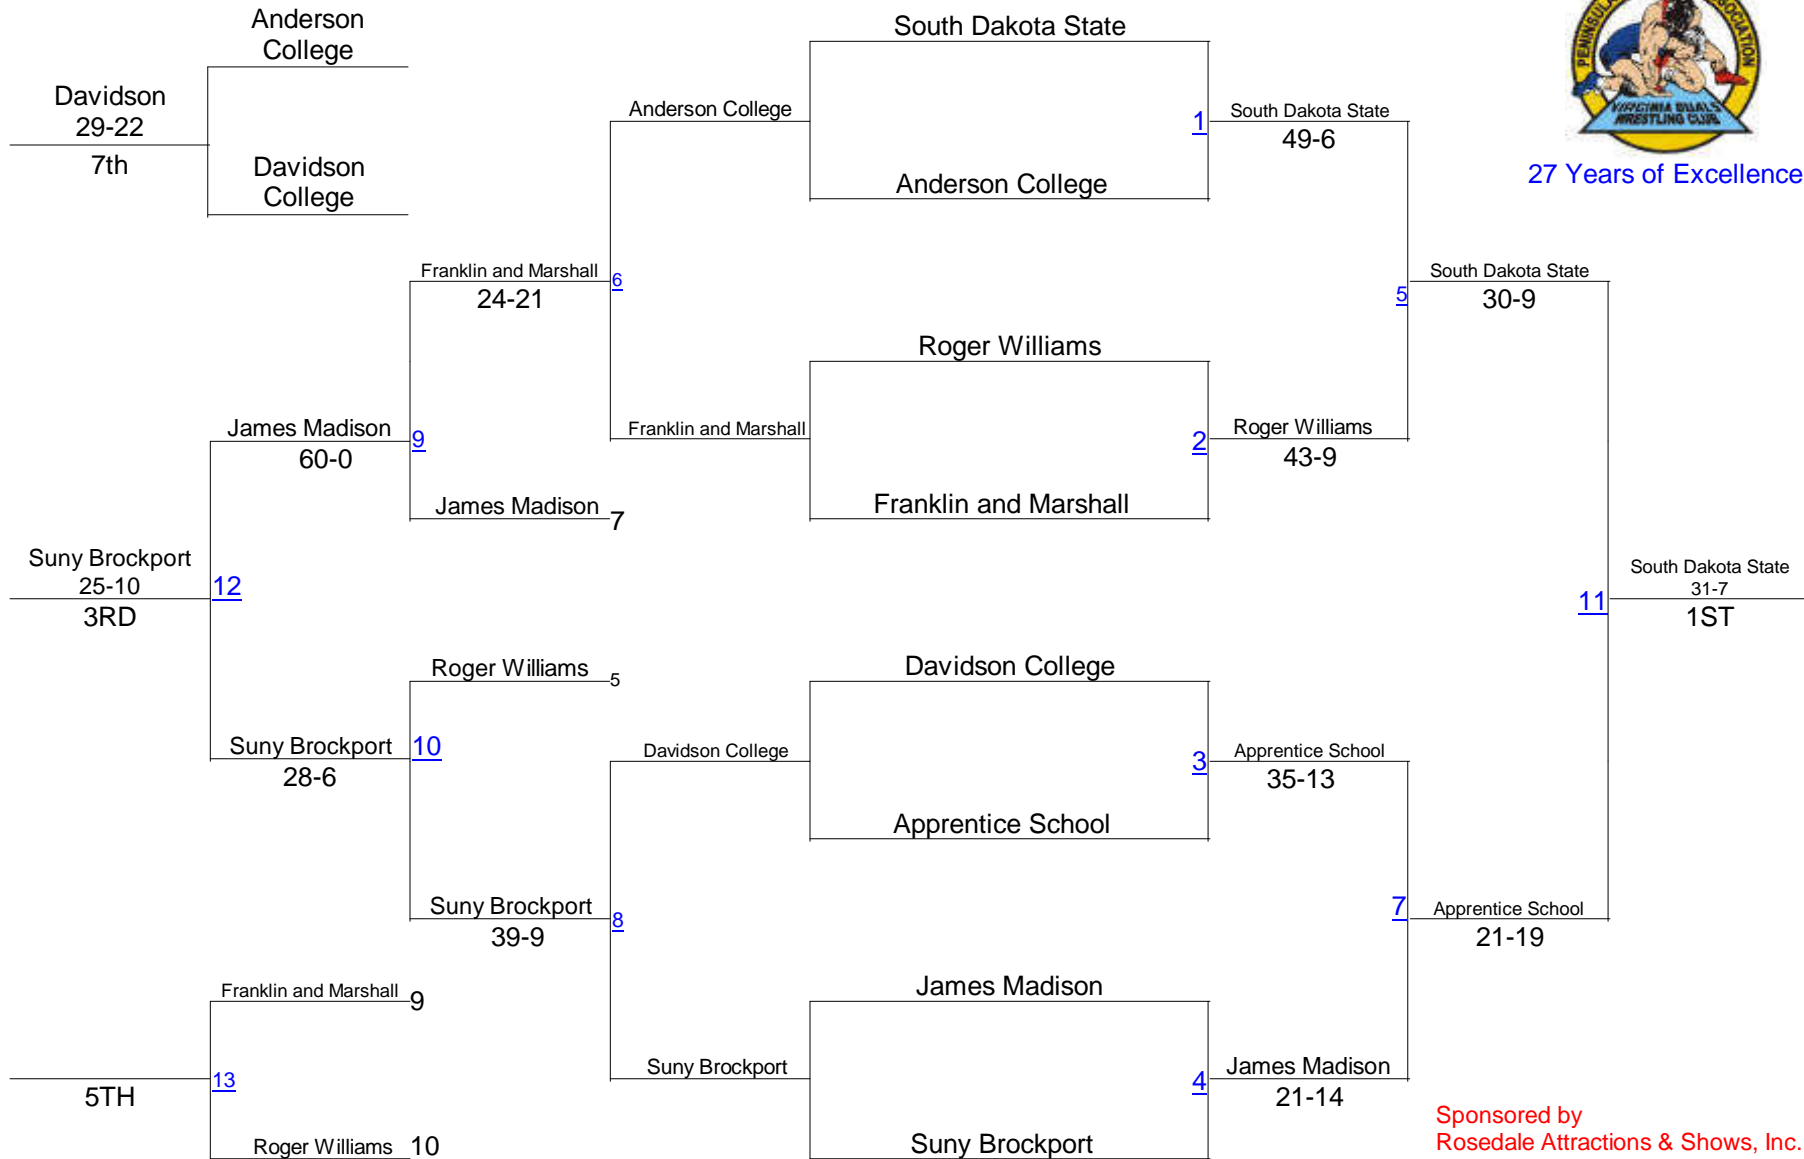 Anderson
College
Davidson
29-22
7th
Davidson
College
South Dakota State
Anderson College
1
South Dakota State
49-6
Anderson College
PENINSULA
SOCIATION
VIRGINIA DUALS
WRESTLING CLUB
27 Years of Excellence
Franklin and Marshall
24-21
6
5
South Dakota State
30-9
Roger Williams
James Madison
60-0
9
Franklin and Marshall
2
Roger Williams
43-9
James Madison 7
Franklin and Marshall
Suny Brockport
25-10
3RD
12
11
South Dakota State
31-7
1ST
Roger Williams 5
Davidson College
Suny Brockport
28-6
10
Davidson College
3
Apprentice School
35-13
Apprentice School
Suny Brockport
39-9
8
7
Apprentice School
21-19
Franklin and Marshall 9
James Madison
5TH
13
Suny Brockport
4
James Madison
21-14
Roger Williams 10
Suny Brockport
Sponsored by
Rosedale Attractions & Shows, Inc.